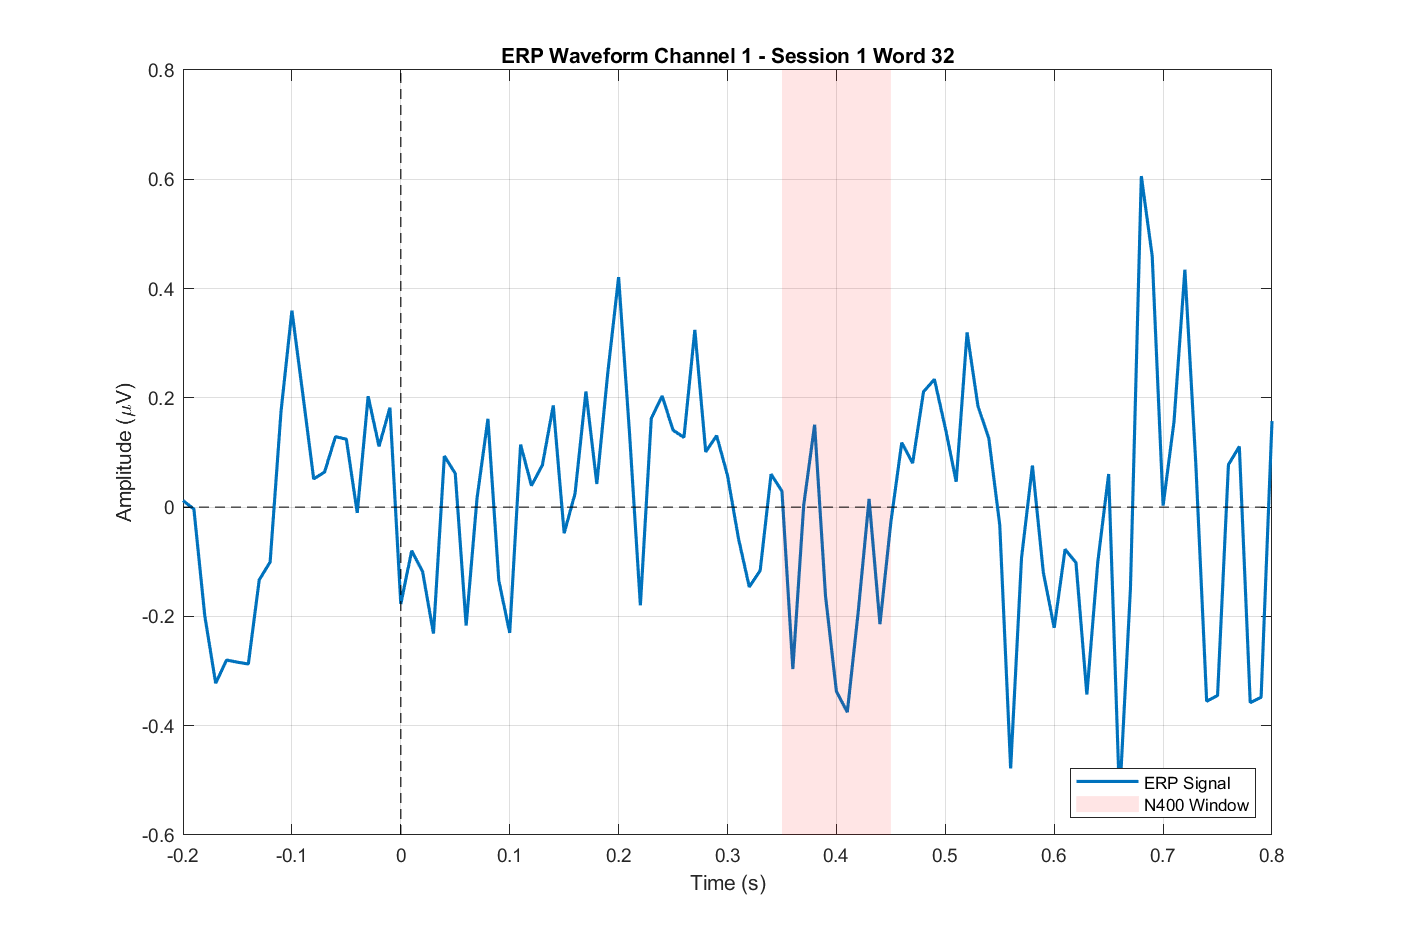 ERP Waveform Channel 1 - Session 1 Word 32
0.8
0.6
0.4
0.2
0
-0.2
-0.4
-0.6
Amplitude (μV)
ERP Signal
N400 Window
-0.2 -0.1 0 0.1 0.2 0.3 0.4 0.5 0.6 0.7 0.8
Time (s)